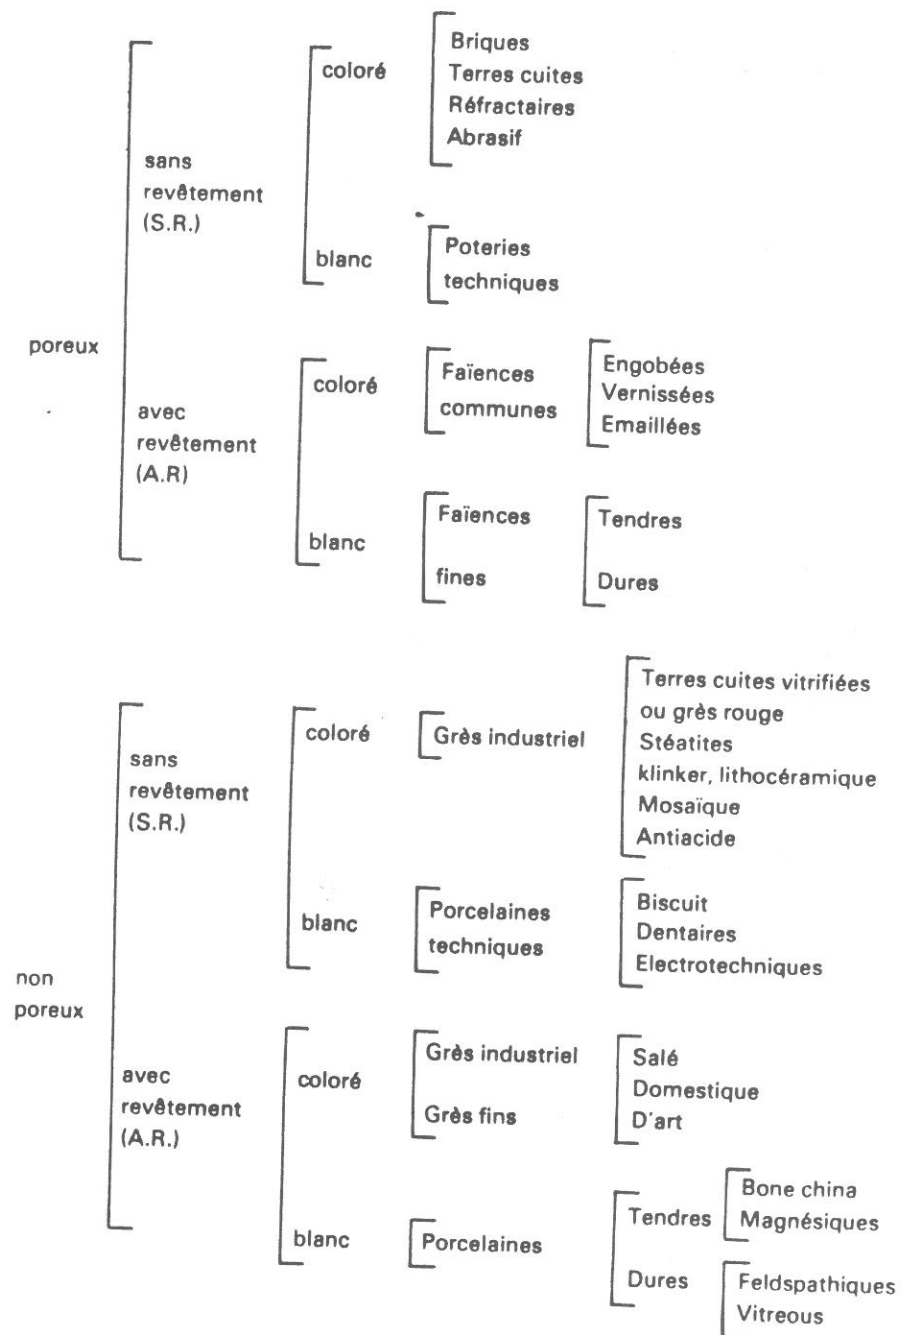 poreux
sans
revêtement
(S.R.)
coloré
Briques
Terres cuites
Réfractaires
Abrasif
blanc
Poteries
techniques
avec
revêtement
(A.R)
coloré
Faïences
communes
Engobées
Vernissées
Emaillées
blanc
Faïences
fines
Tendres
Dures
non
poreux
sans
revêtement
(S.R.)
coloré
Grès industriel
Terres cuites vitrifiées
ou grès rouge
Stéatites
klinker, lithocéramique
Mosaïque
Antiacide
blanc
Porcelaines
techniques
Biscuit
Dentaires
Electrotechniques
avec
revêtement
(A.R.)
coloré
Grès industriel
Grès fins
Salé
Domestique
D'art
blanc
Porcelaines
Tendres
Bone china
Magnésiques
Dures
Feldspathiques
Vitreous